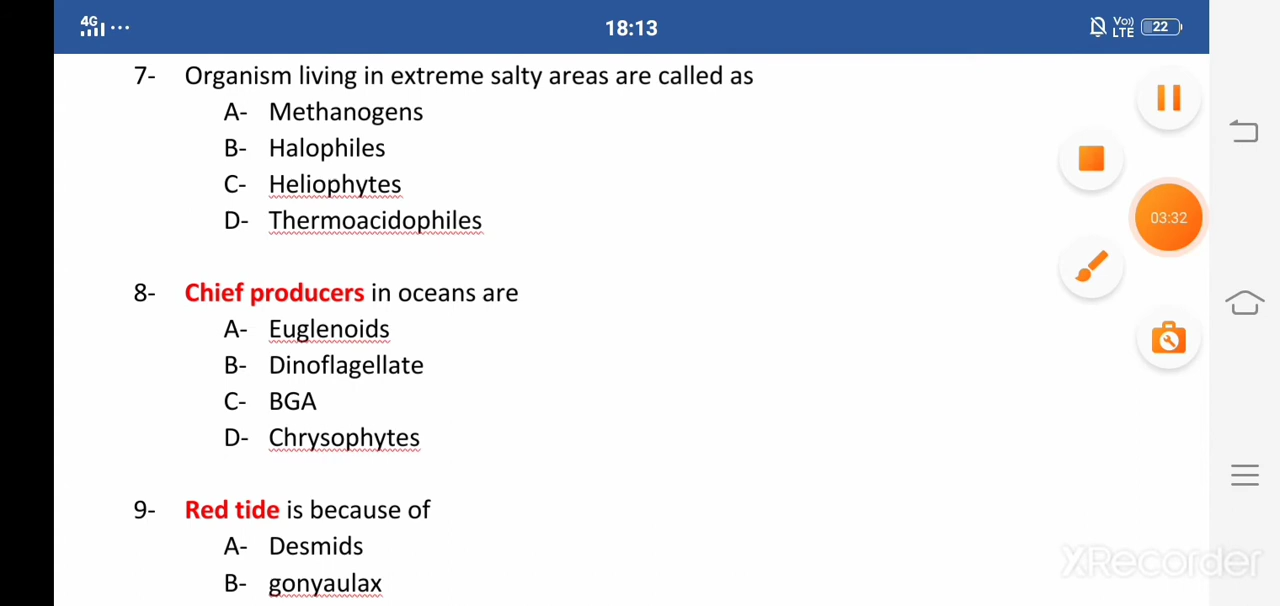 4G 18:13 Vo)) LTE 22
7- Organism living in extreme salty areas are called as
A- Methanogens
B- Halophiles
C- Heliophytes
D- Thermoacidophiles
03:32
8- Chief producers in oceans are
A- Euglenoids
B- Dinoflagellate
C- BGA
D- Chrysophytes
9- Red tide is because of
A- Desmids
B- gonyaulax
XRecorder